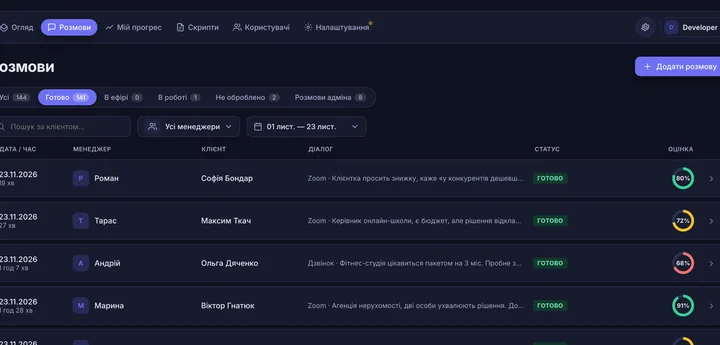 Огляд
Розмови
Мій прогрес
Скрипти
Користувачі
Налаштування
D
Developer
озмови
Додати розмову
Усі 144
Готово 141
В ефірі 0
В роботі 1
Не оброблено 2
Розмови адміна 8
Пошук за клієнтом...
Усі менеджери
01 лист. — 23 лист.
ДАТА / ЧАС МЕНЕДЖЕР КЛІЄНТ ДІАЛОГ СТАТУС ОЦІНКА
23.11.2026
19 хв
Р Роман
Софія Бондар
Zoom · Клієнтка просить знижку, каже «у конкурентів дешевш...
ГОТОВО
80%
23.11.2026
27 хв
Т Тарас
Максим Ткач
Zoom · Керівник онлайн-школи, є бюджет, але рішення відкла...
ГОТОВО
72%
23.11.2026
1 год 7 хв
А Андрій
Ольга Дяченко
Дзвінок · Фітнес-студія цікавиться пакетом на 3 міс. Пробне з...
ГОТОВО
68%
23.11.2026
1 год 28 хв
М Марина
Віктор Гнатюк
Zoom · Агенція нерухомості, дві особи ухвалюють рішення. До...
ГОТОВО
91%
23.11.2026